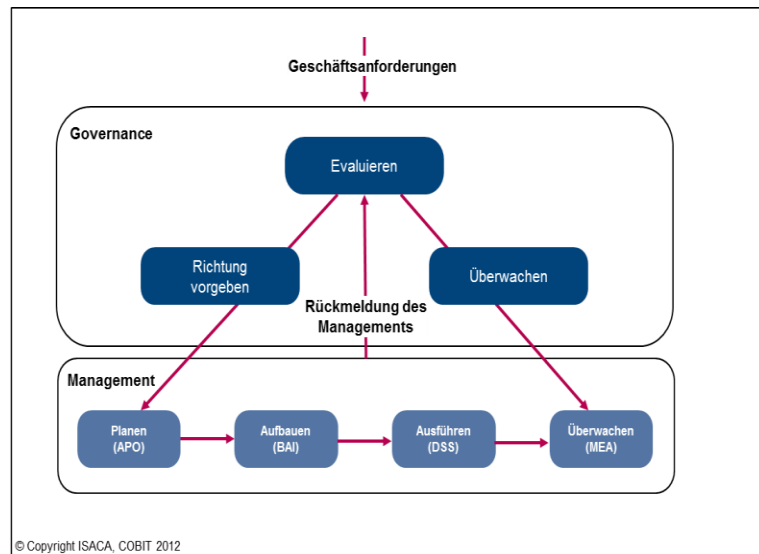 Geschäftsanforderungen
Governance
Evaluieren
Richtung
vorgeben
Überwachen
Rückmeldung des
Managements
Management
Planen
(APO)
Aufbauen
(BAI)
Ausführen
(DSS)
Überwachen
(MEA)
© Copyright ISACA, COBIT 2012